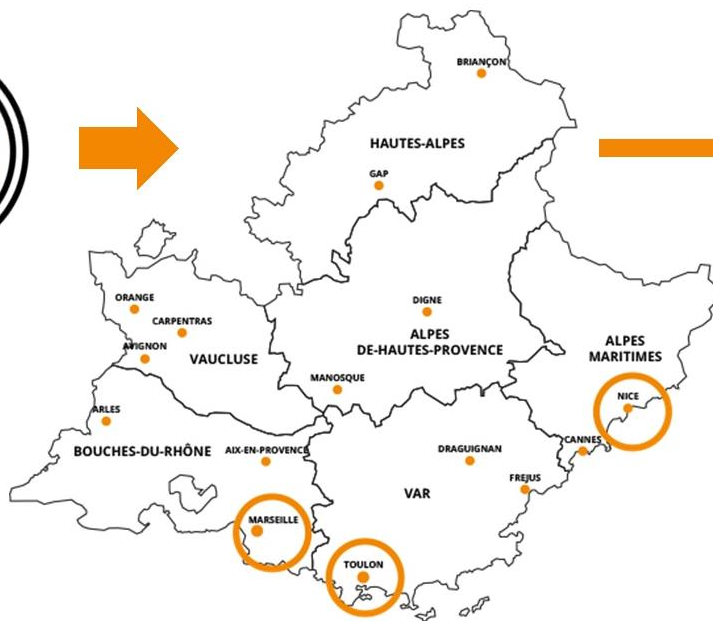 BRIANÇON
HAUTES-ALPES
GAP
ORANGE
CARPENTRAS
AVIGNON
VAUCLUSE
DIGNE
ALPES
DE-HAUTES-PROVENCE
MANOSQUE
ALPES
MARITIMES
NICE
CANNES
ARLES
BOUCHES-DU-RHÔNE
AIX-EN-PROVENCE
DRAGUIGNAN
FREJUS
VAR
MARSEILLE
TOULON